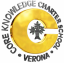 CORE KNOWLEDGE CHARTER SCHOOL
• VERONA •